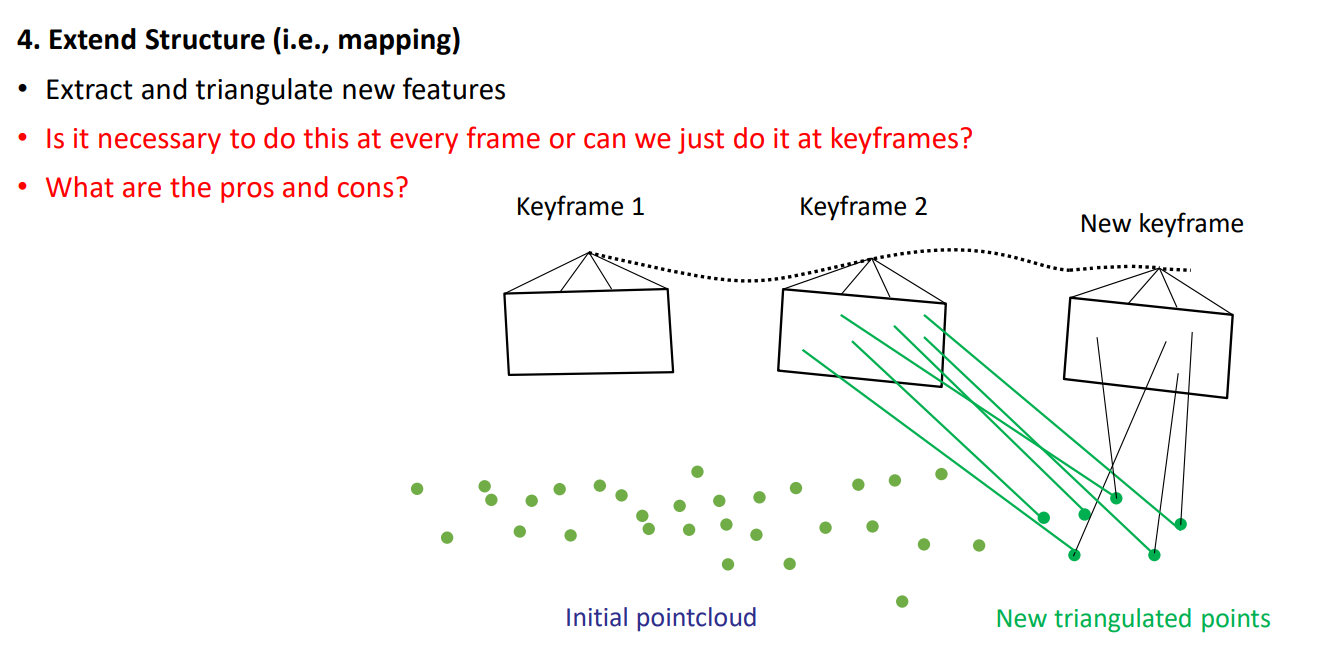 4. Extend Structure (i.e., mapping)
• Extract and triangulate new features
• Is it necessary to do this at every frame or can we just do it at keyframes?
• What are the pros and cons?
Keyframe 1
Keyframe 2
New keyframe
Initial pointcloud
New triangulated points